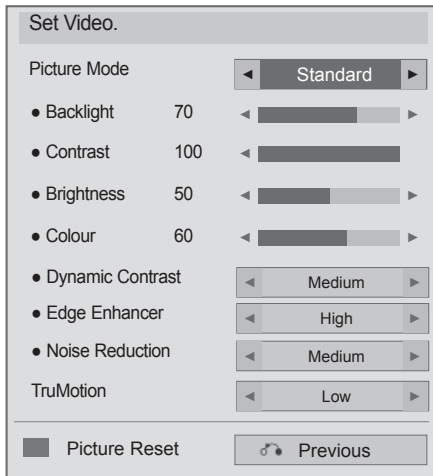 Set Video.
Picture Mode ◄ Standard ►
● Backlight 70 ◄ ►
● Contrast 100 ◄
● Brightness 50 ◄ ►
● Colour 60 ◄ ►
● Dynamic Contrast ◄ Medium ►
● Edge Enhancer ◄ High ►
● Noise Reduction ◄ Medium ►
TruMotion ◄ Low ►
Picture Reset Previous